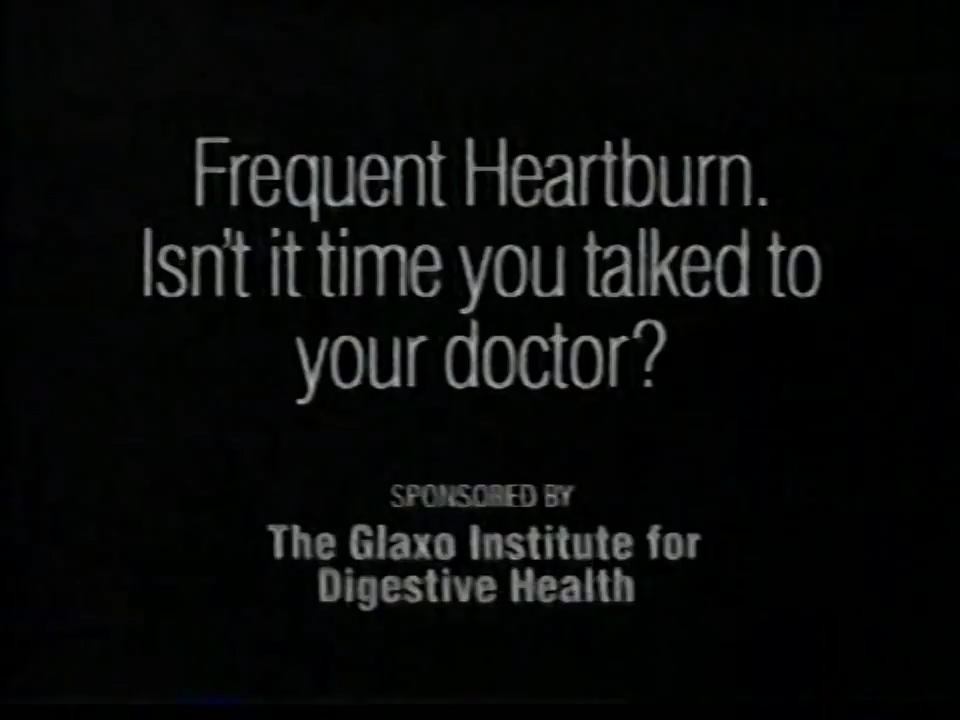 Frequent Heartburn.
Isn't it time you talked to
your doctor?
SPONSORED BY
The Glaxo Institute for
Digestive Health